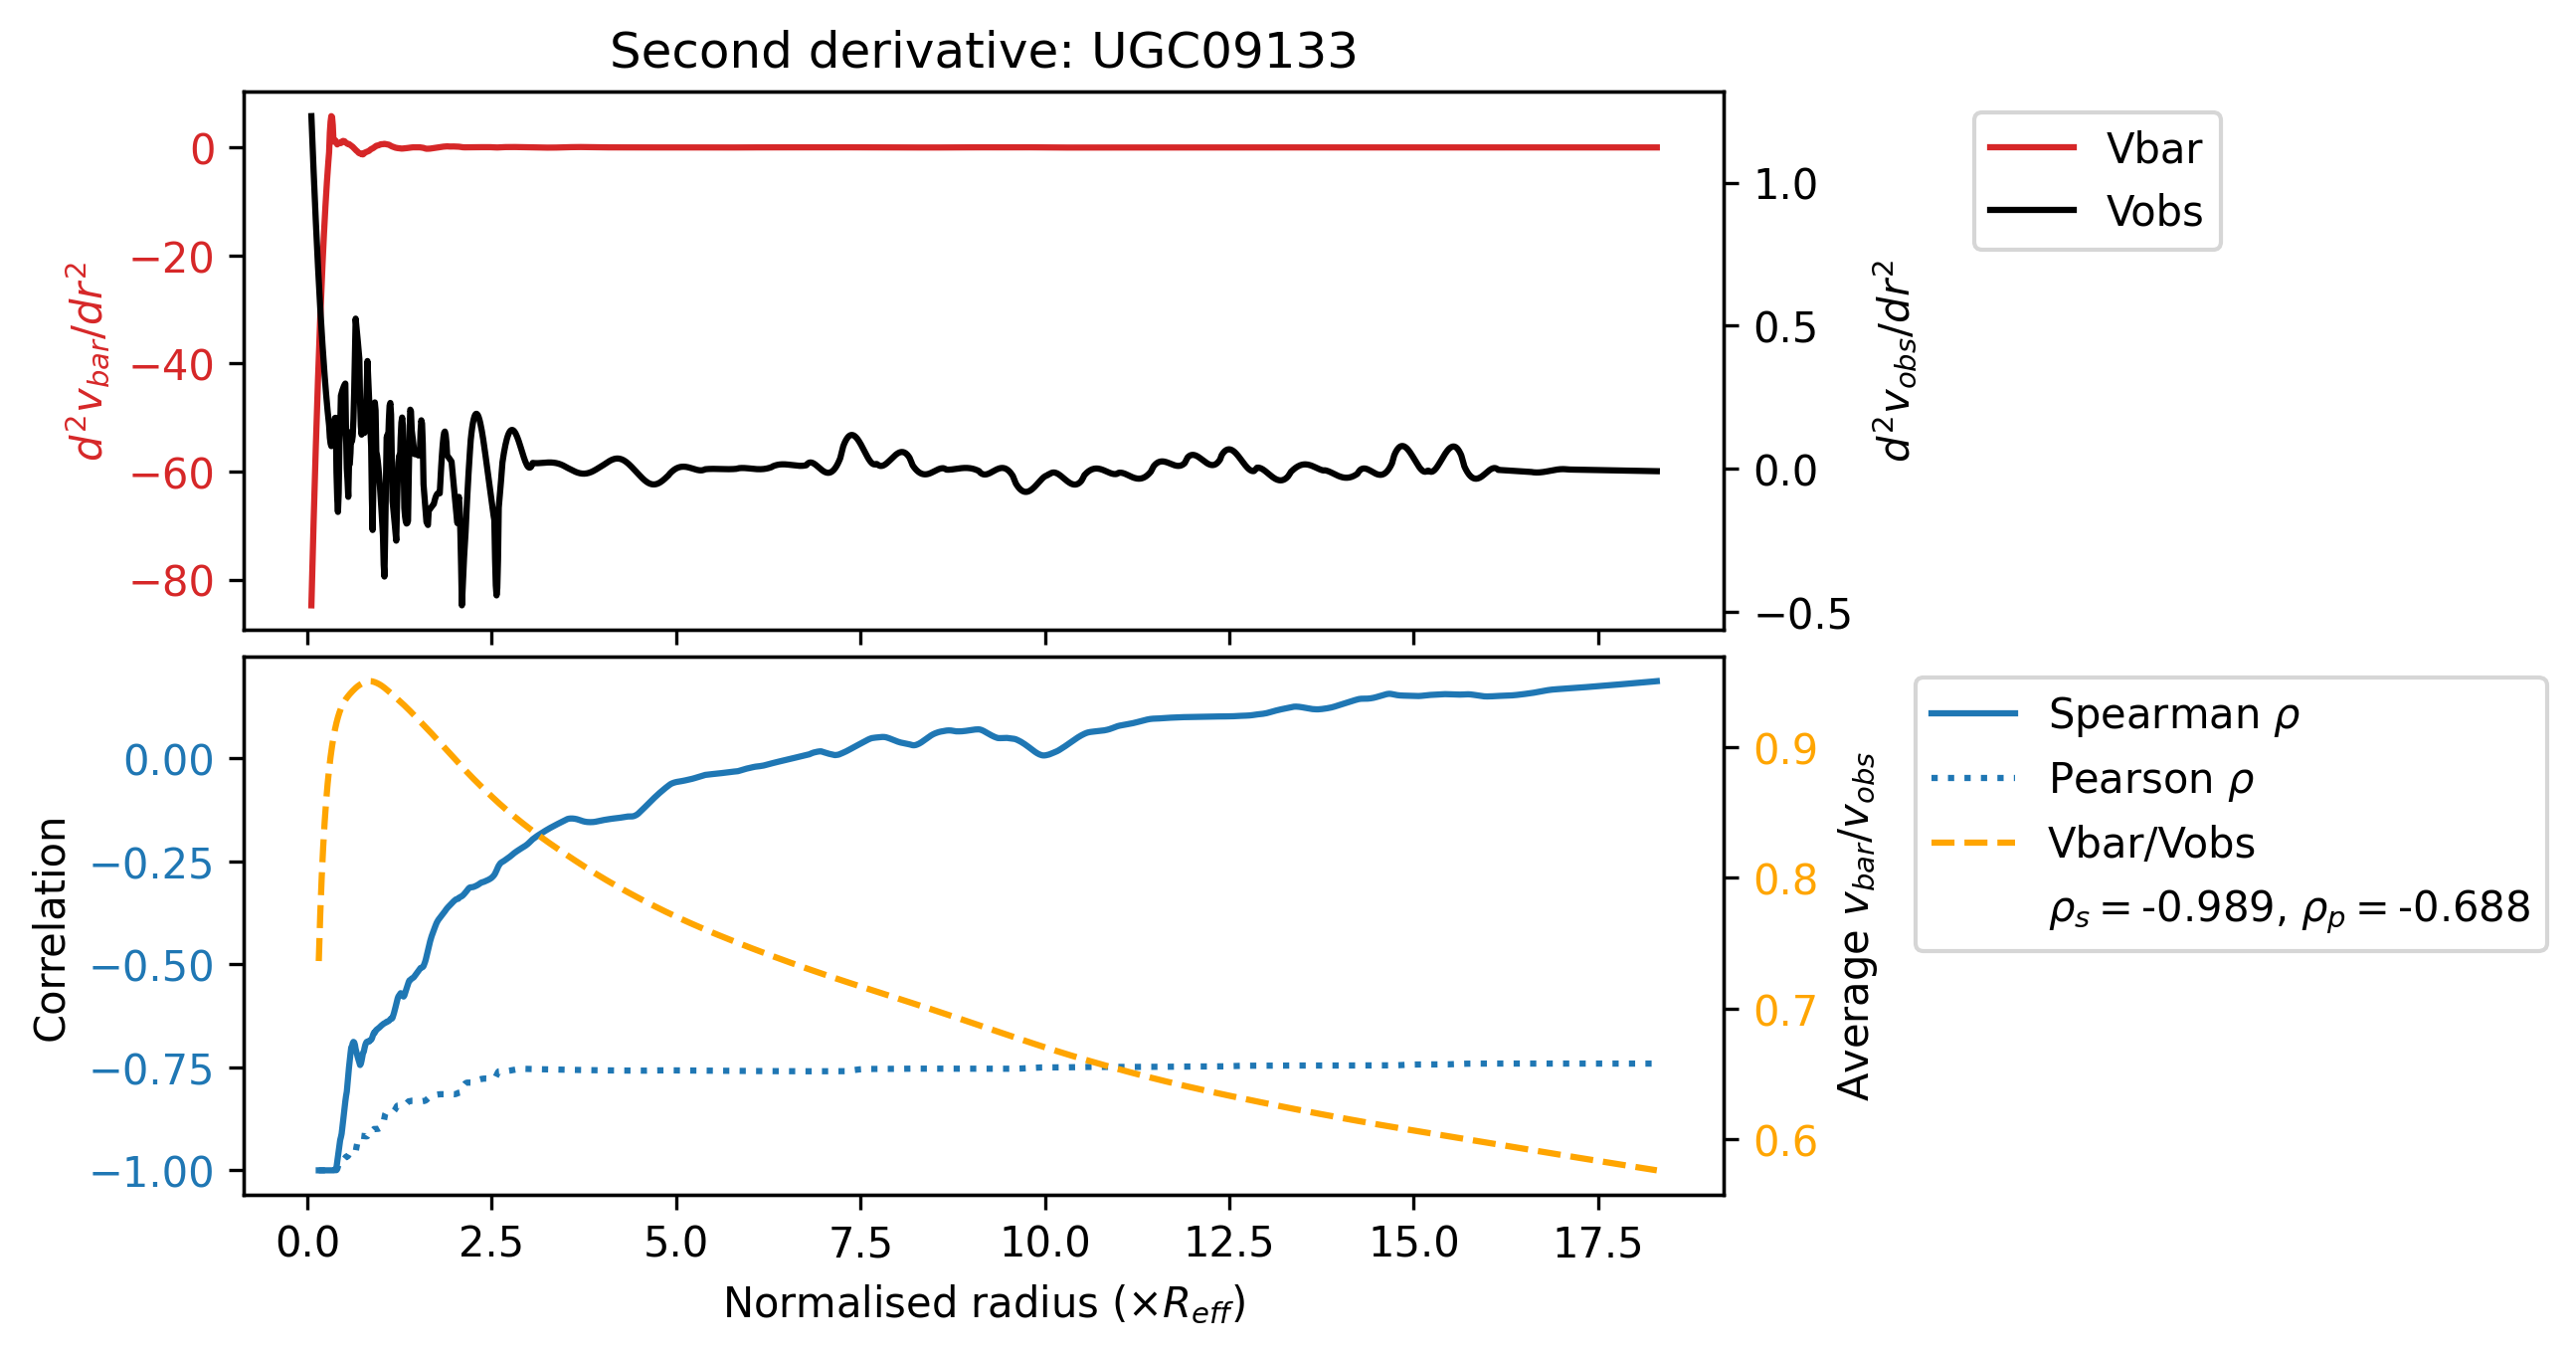 Second derivative: UGC09133
0
−20
−40
−60
−80
d²v_bar/dr²
1.0
0.5
0.0
−0.5
d²v_obs/dr²
Vbar
Vobs
0.00
−0.25
−0.50
−0.75
−1.00
Correlation
0.9
0.8
0.7
0.6
Average v_bar/v_obs
Spearman ρ
Pearson ρ
Vbar/Vobs
ρ_s = -0.989, ρ_p = -0.688
0.0 2.5 5.0 7.5 10.0 12.5 15.0 17.5
Normalised radius (×R_eff)